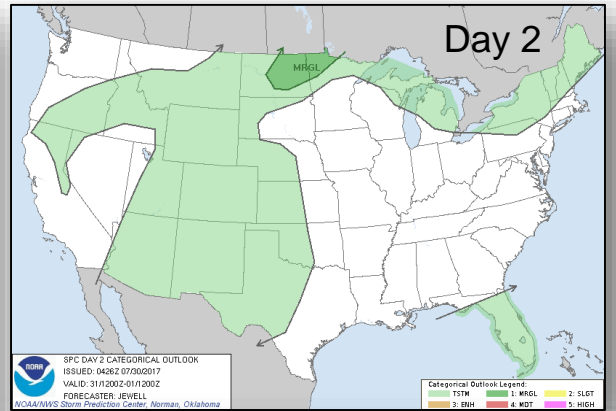 Day 2
MRGL
NOAA
SPC DAY 2 CATEGORICAL OUTLOOK
ISSUED: 0426Z 07/30/2017
VALID: 31/1200Z-01/1200Z
FORECASTER: JEWELL
NOAA/NWS Storm Prediction Center, Norman, Oklahoma
Categorical Outlook Legend:
TSTM 1: MRGL 2: SLGT
3: ENH 4: MDT 5: HIGH